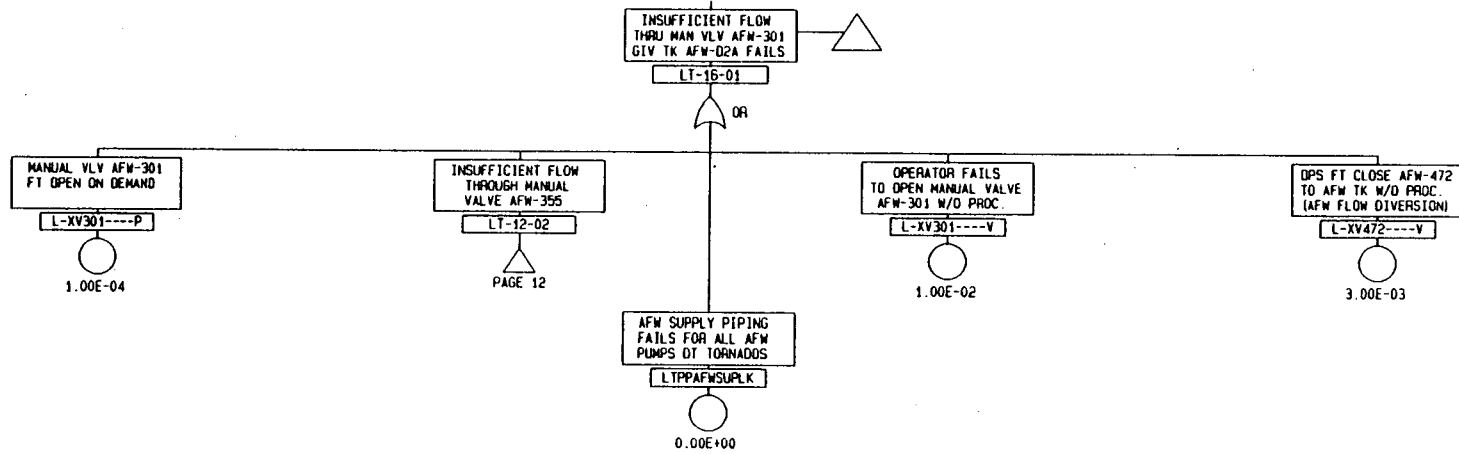 INSUFFICIENT FLOW
THRU MAN VLV AFW-301
GIV TK AFW-D2A FAILS
LT-16-01
OR
MANUAL VLV AFW-301
FT OPEN ON DEMAND
L-XV301----P
1.00E-04
INSUFFICIENT FLOW
THROUGH MANUAL
VALVE AFW-355
LT-12-02
PAGE 12
OPERATOR FAILS
TO OPEN MANUAL VALVE
AFW-301 W/O PROC.
L-XV301----V
1.00E-02
OPS FT CLOSE AFW-472
TO AFW TK W/O PROC.
(AFW FLOW DIVERSION)
L-XV472----V
3.00E-03
AFW SUPPLY PIPING
FAILS FOR ALL AFW
PUMPS DT TORNADOS
LTPPAFWSUPLK
0.00E+00